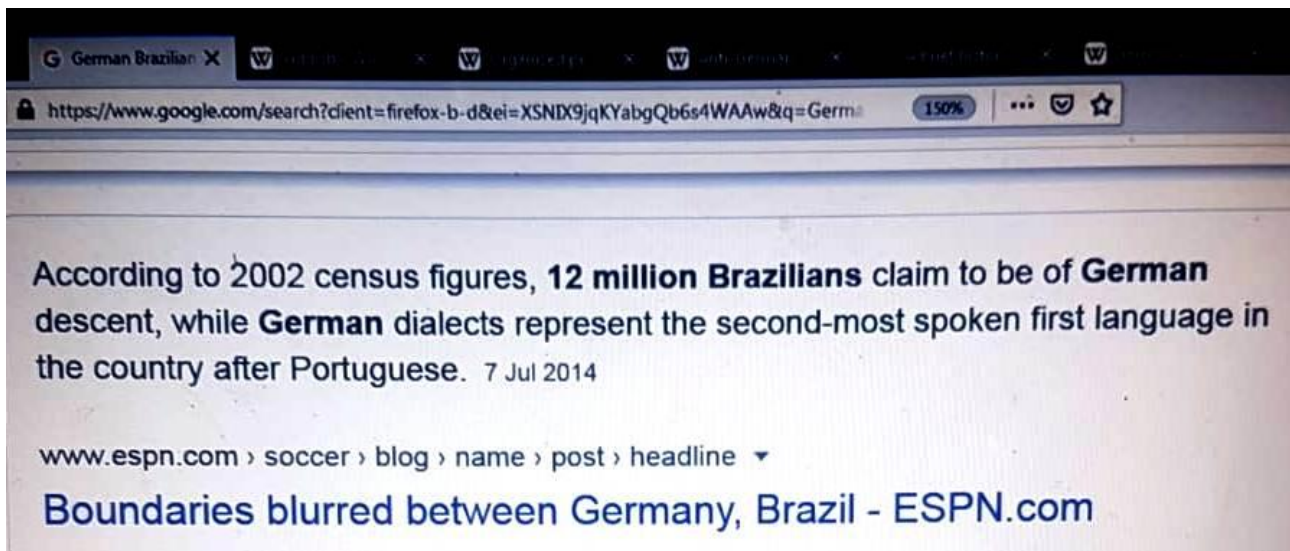 G German Brazilian X W W W W
https://www.google.com/search?client=firefox-b-d&ei=XSNIX9jqKYabgQb6s4WAAw&q=Germa 150% ...
According to 2002 census figures, 12 million Brazilians claim to be of German
descent, while German dialects represent the second-most spoken first language in
the country after Portuguese. 7 Jul 2014
www.espn.com › soccer › blog › name › post › headline
Boundaries blurred between Germany, Brazil - ESPN.com